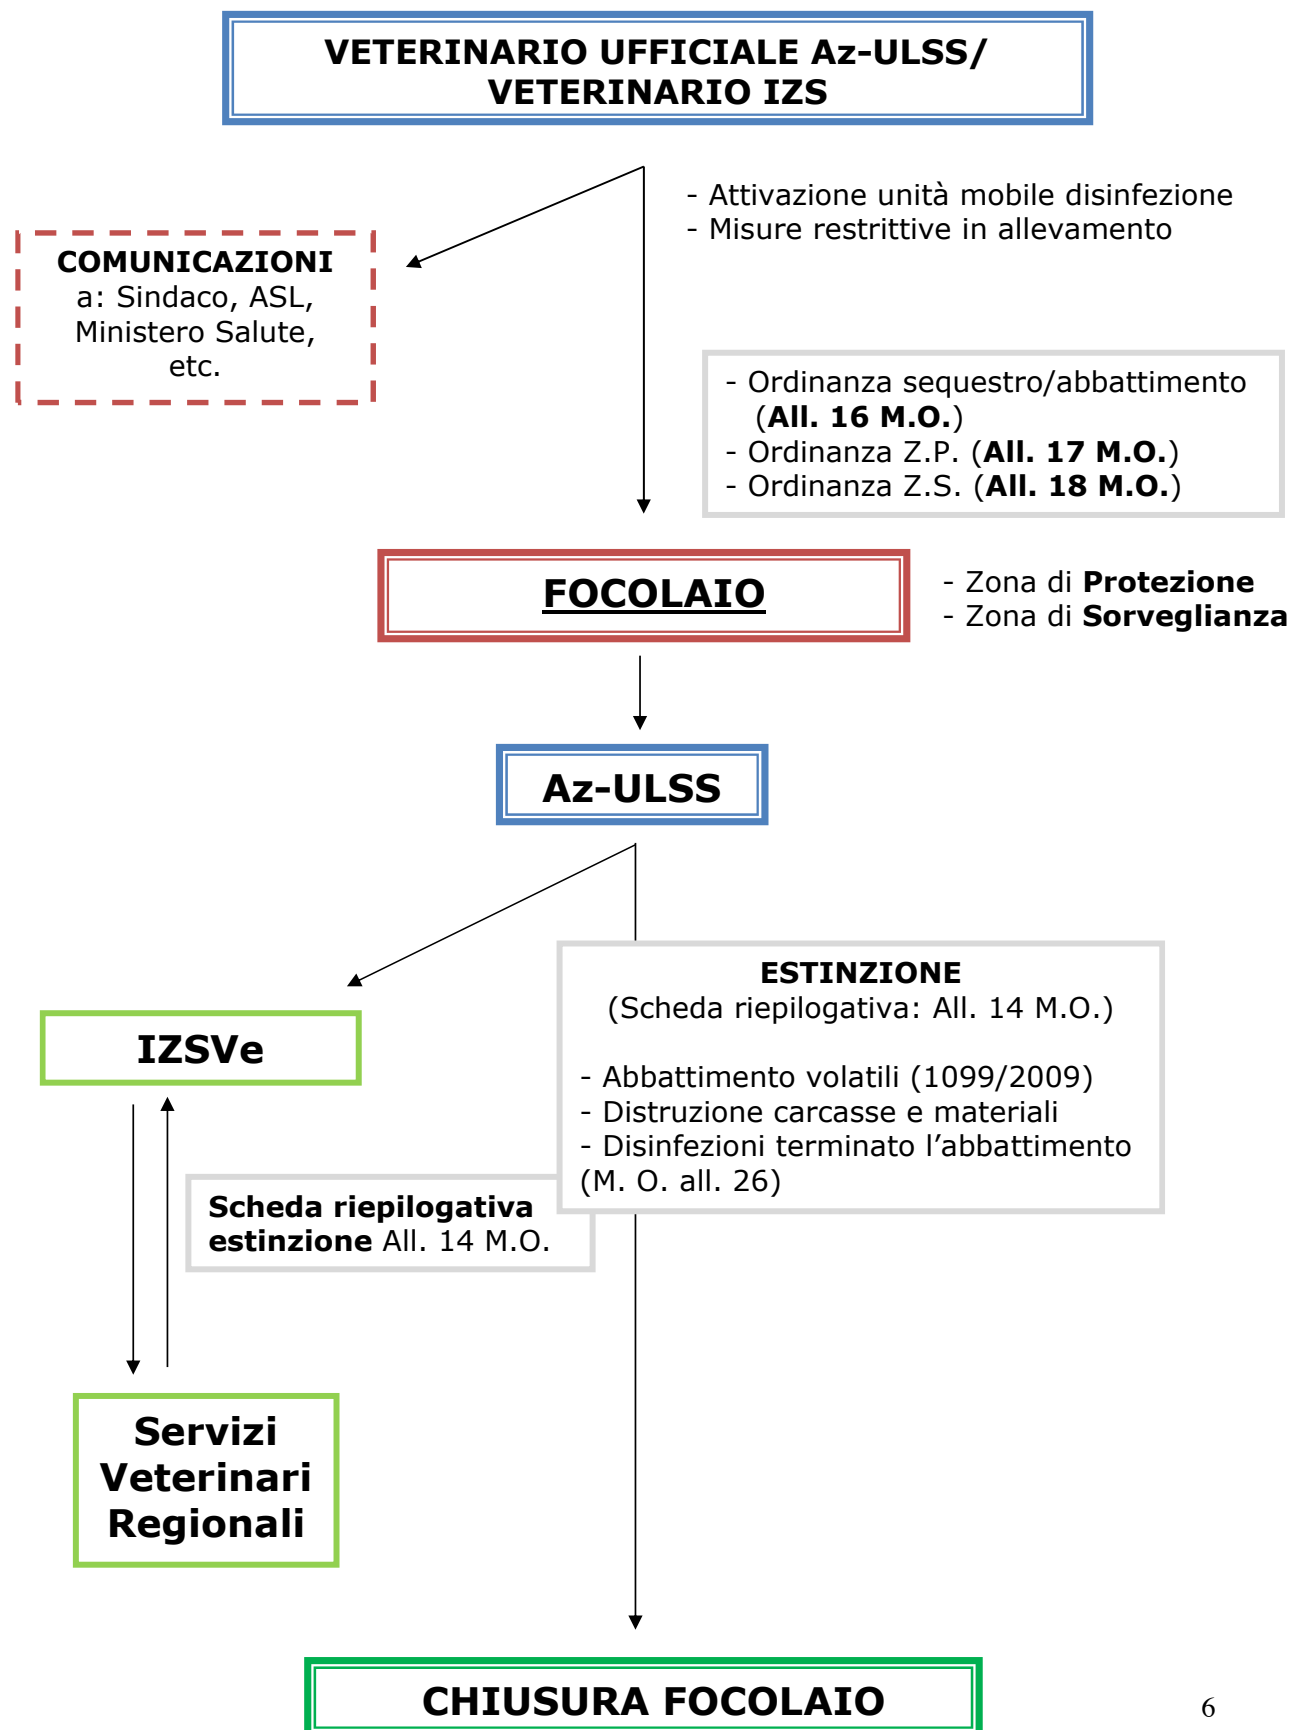 VETERINARIO UFFICIALE Az-ULSS/
VETERINARIO IZS
- Attivazione unità mobile disinfezione
- Misure restrittive in allevamento
COMUNICAZIONI
a: Sindaco, ASL,
Ministero Salute,
etc.
- Ordinanza sequestro/abbattimento
(All. 16 M.O.)
- Ordinanza Z.P. (All. 17 M.O.)
- Ordinanza Z.S. (All. 18 M.O.)
FOCOLAIO
- Zona di Protezione
- Zona di Sorveglianza
Az-ULSS
ESTINZIONE
(Scheda riepilogativa: All. 14 M.O.)
- Abbattimento volatili (1099/2009)
- Distruzione carcasse e materiali
- Disinfezioni terminato l’abbattimento
(M. O. all. 26)
IZSVe
Scheda riepilogativa
estinzione All. 14 M.O.
Servizi
Veterinari
Regionali
CHIUSURA FOCOLAIO
6